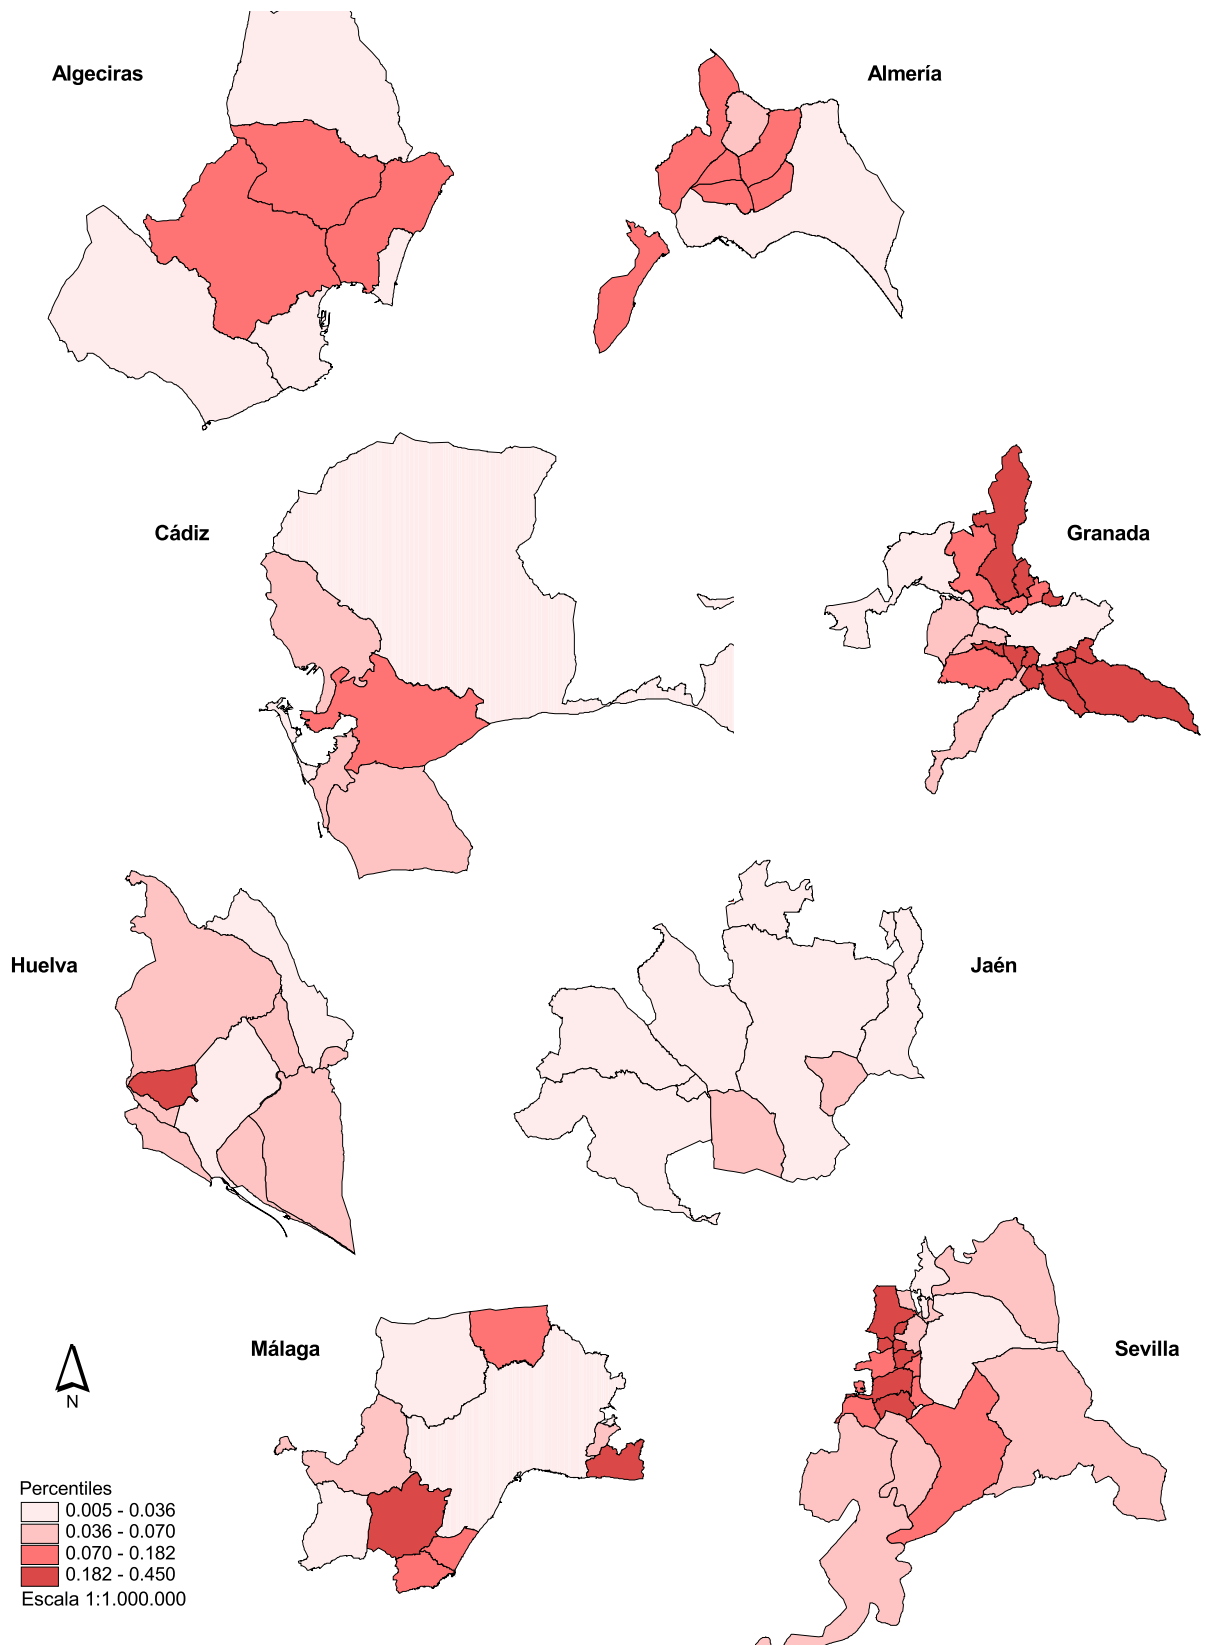 Algeciras
Almería
Cádiz
Granada
Huelva
Jaén
Málaga
Sevilla
N
Percentiles
0.005 - 0.036
0.036 - 0.070
0.070 - 0.182
0.182 - 0.450
Escala 1:1.000.000